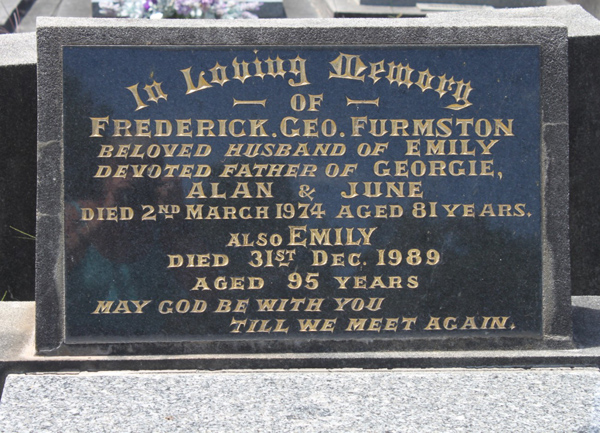 In Loving Memory
— OF —
FREDERICK. GEO. FURMSTON
BELOVED HUSBAND OF EMILY
DEVOTED FATHER OF GEORGIE,
ALAN & JUNE
DIED 2ND MARCH 1974 AGED 81 YEARS.
ALSO EMILY
DIED 31ST DEC. 1989
AGED 95 YEARS
MAY GOD BE WITH YOU
TILL WE MEET AGAIN.